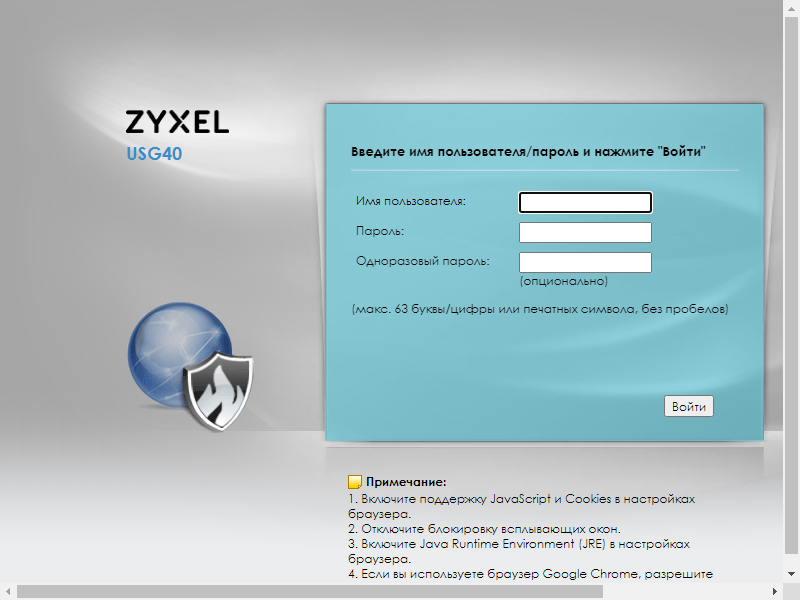 ZYXEL
USG40
Введите имя пользователя/пароль и нажмите "Войти"
Имя пользователя:
Пароль:
Одноразовый пароль:
(опционально)
(макс. 63 буквы/цифры или печатных символа, без пробелов)
Войти
Примечание:
1. Включите поддержку JavaScript и Cookies в настройках
браузера.
2. Отключите блокировку всплывающих окон.
3. Включите Java Runtime Environment (JRE) в настройках
браузера.
4. Если вы используете браузер Google Chrome, разрешите